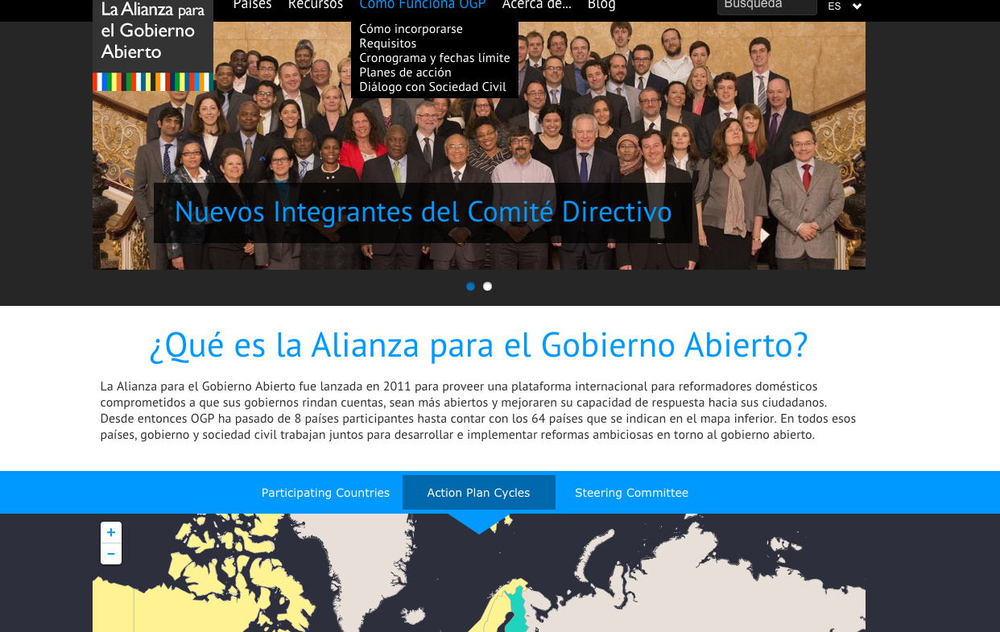 La Alianza para
el Gobierno
Abierto
Países Recursos Cómo Funciona OGP Acerca de... Blog
Búsqueda
ES
Cómo incorporarse
Requisitos
Cronograma y fechas límite
Planes de acción
Diálogo con Sociedad Civil
Nuevos Integrantes del Comité Directivo
¿Qué es la Alianza para el Gobierno Abierto?
La Alianza para el Gobierno Abierto fue lanzada en 2011 para proveer una plataforma internacional para reformadores domésticos
comprometidos a que sus gobiernos rindan cuentas, sean más abiertos y mejoraren su capacidad de respuesta hacia sus ciudadanos.
Desde entonces OGP ha pasado de 8 países participantes hasta contar con los 64 países que se indican en el mapa inferior. En todos esos
países, gobierno y sociedad civil trabajan juntos para desarrollar e implementar reformas ambiciosas en torno al gobierno abierto.
Participating Countries Action Plan Cycles Steering Committee
+
−